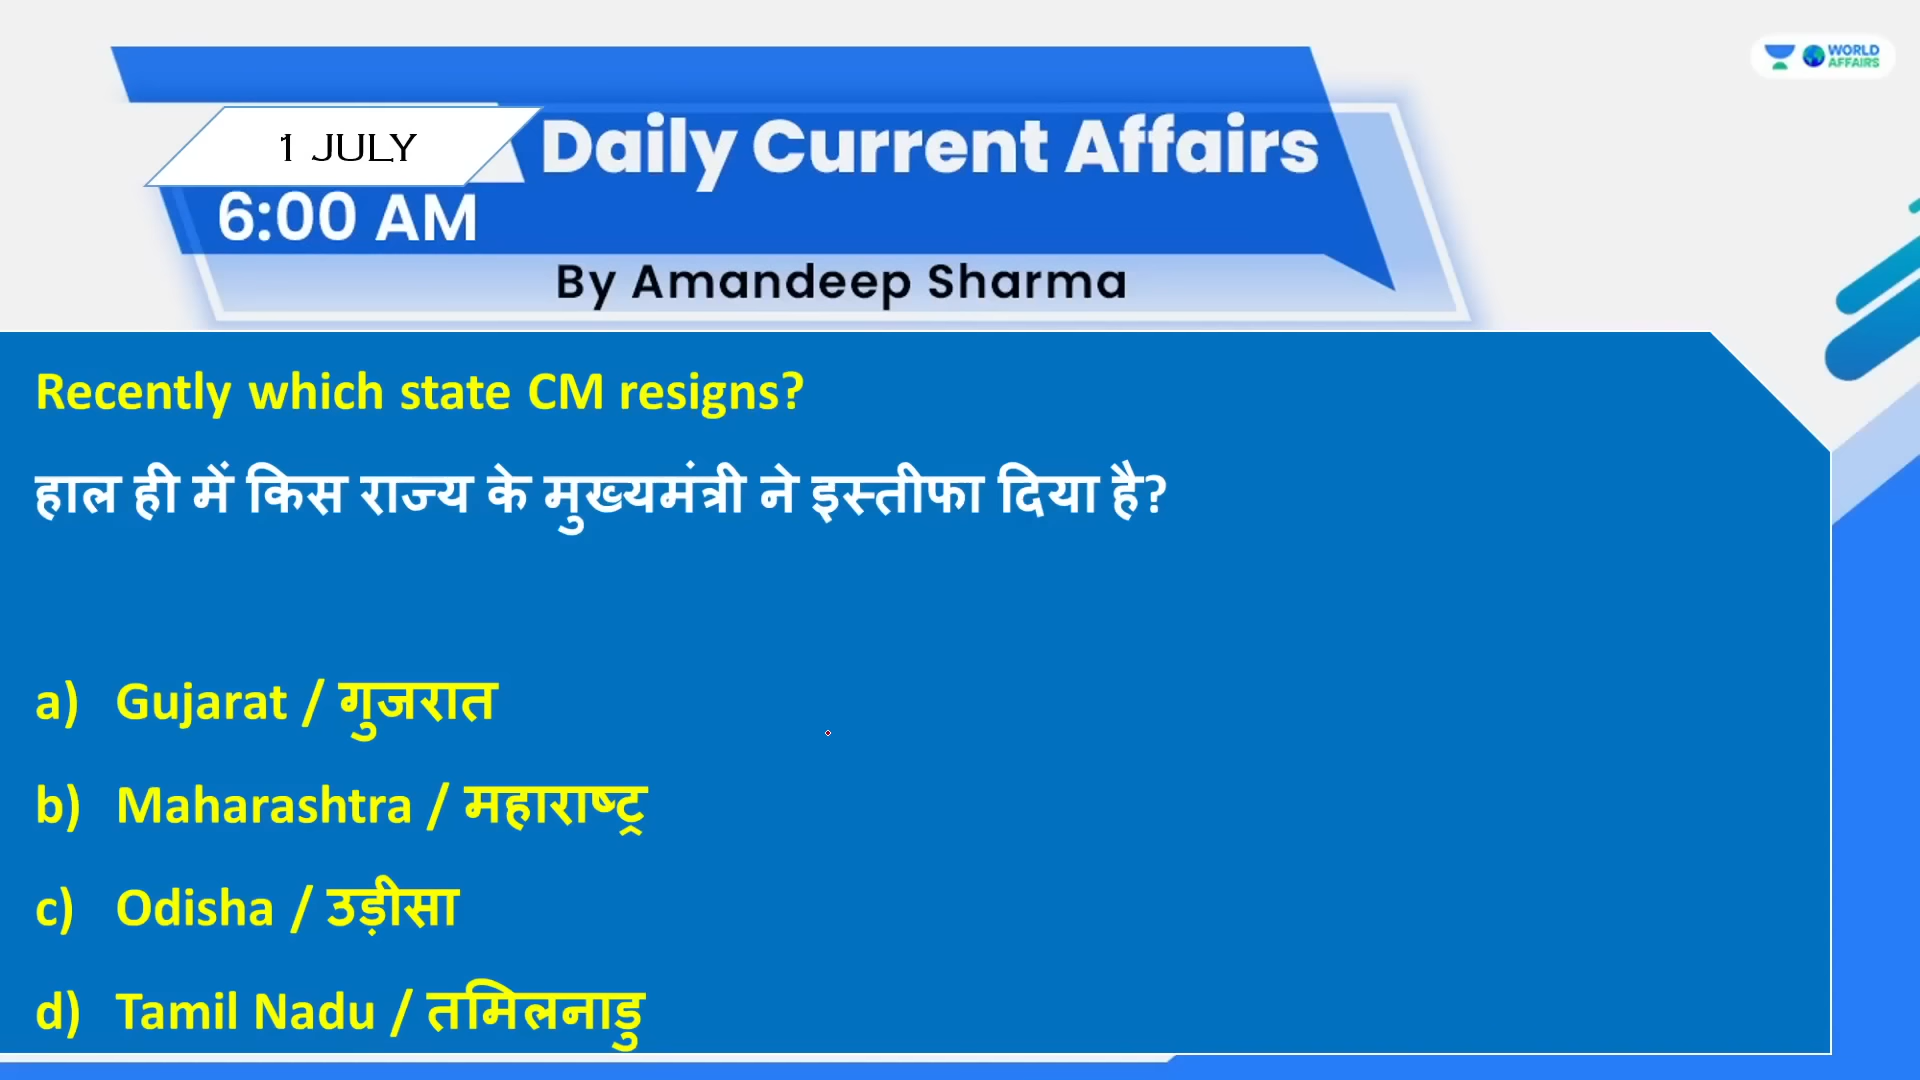 WORLD
AFFAIRS
1 JULY
Daily Current Affairs
6:00 AM
By Amandeep Sharma
Recently which state CM resigns?
हाल ही में किस राज्य के मुख्यमंत्री ने इस्तीफा दिया है?
a) Gujarat / गुजरात
b) Maharashtra / महाराष्ट्र
c) Odisha / उड़ीसा
d) Tamil Nadu / तमिलनाडु